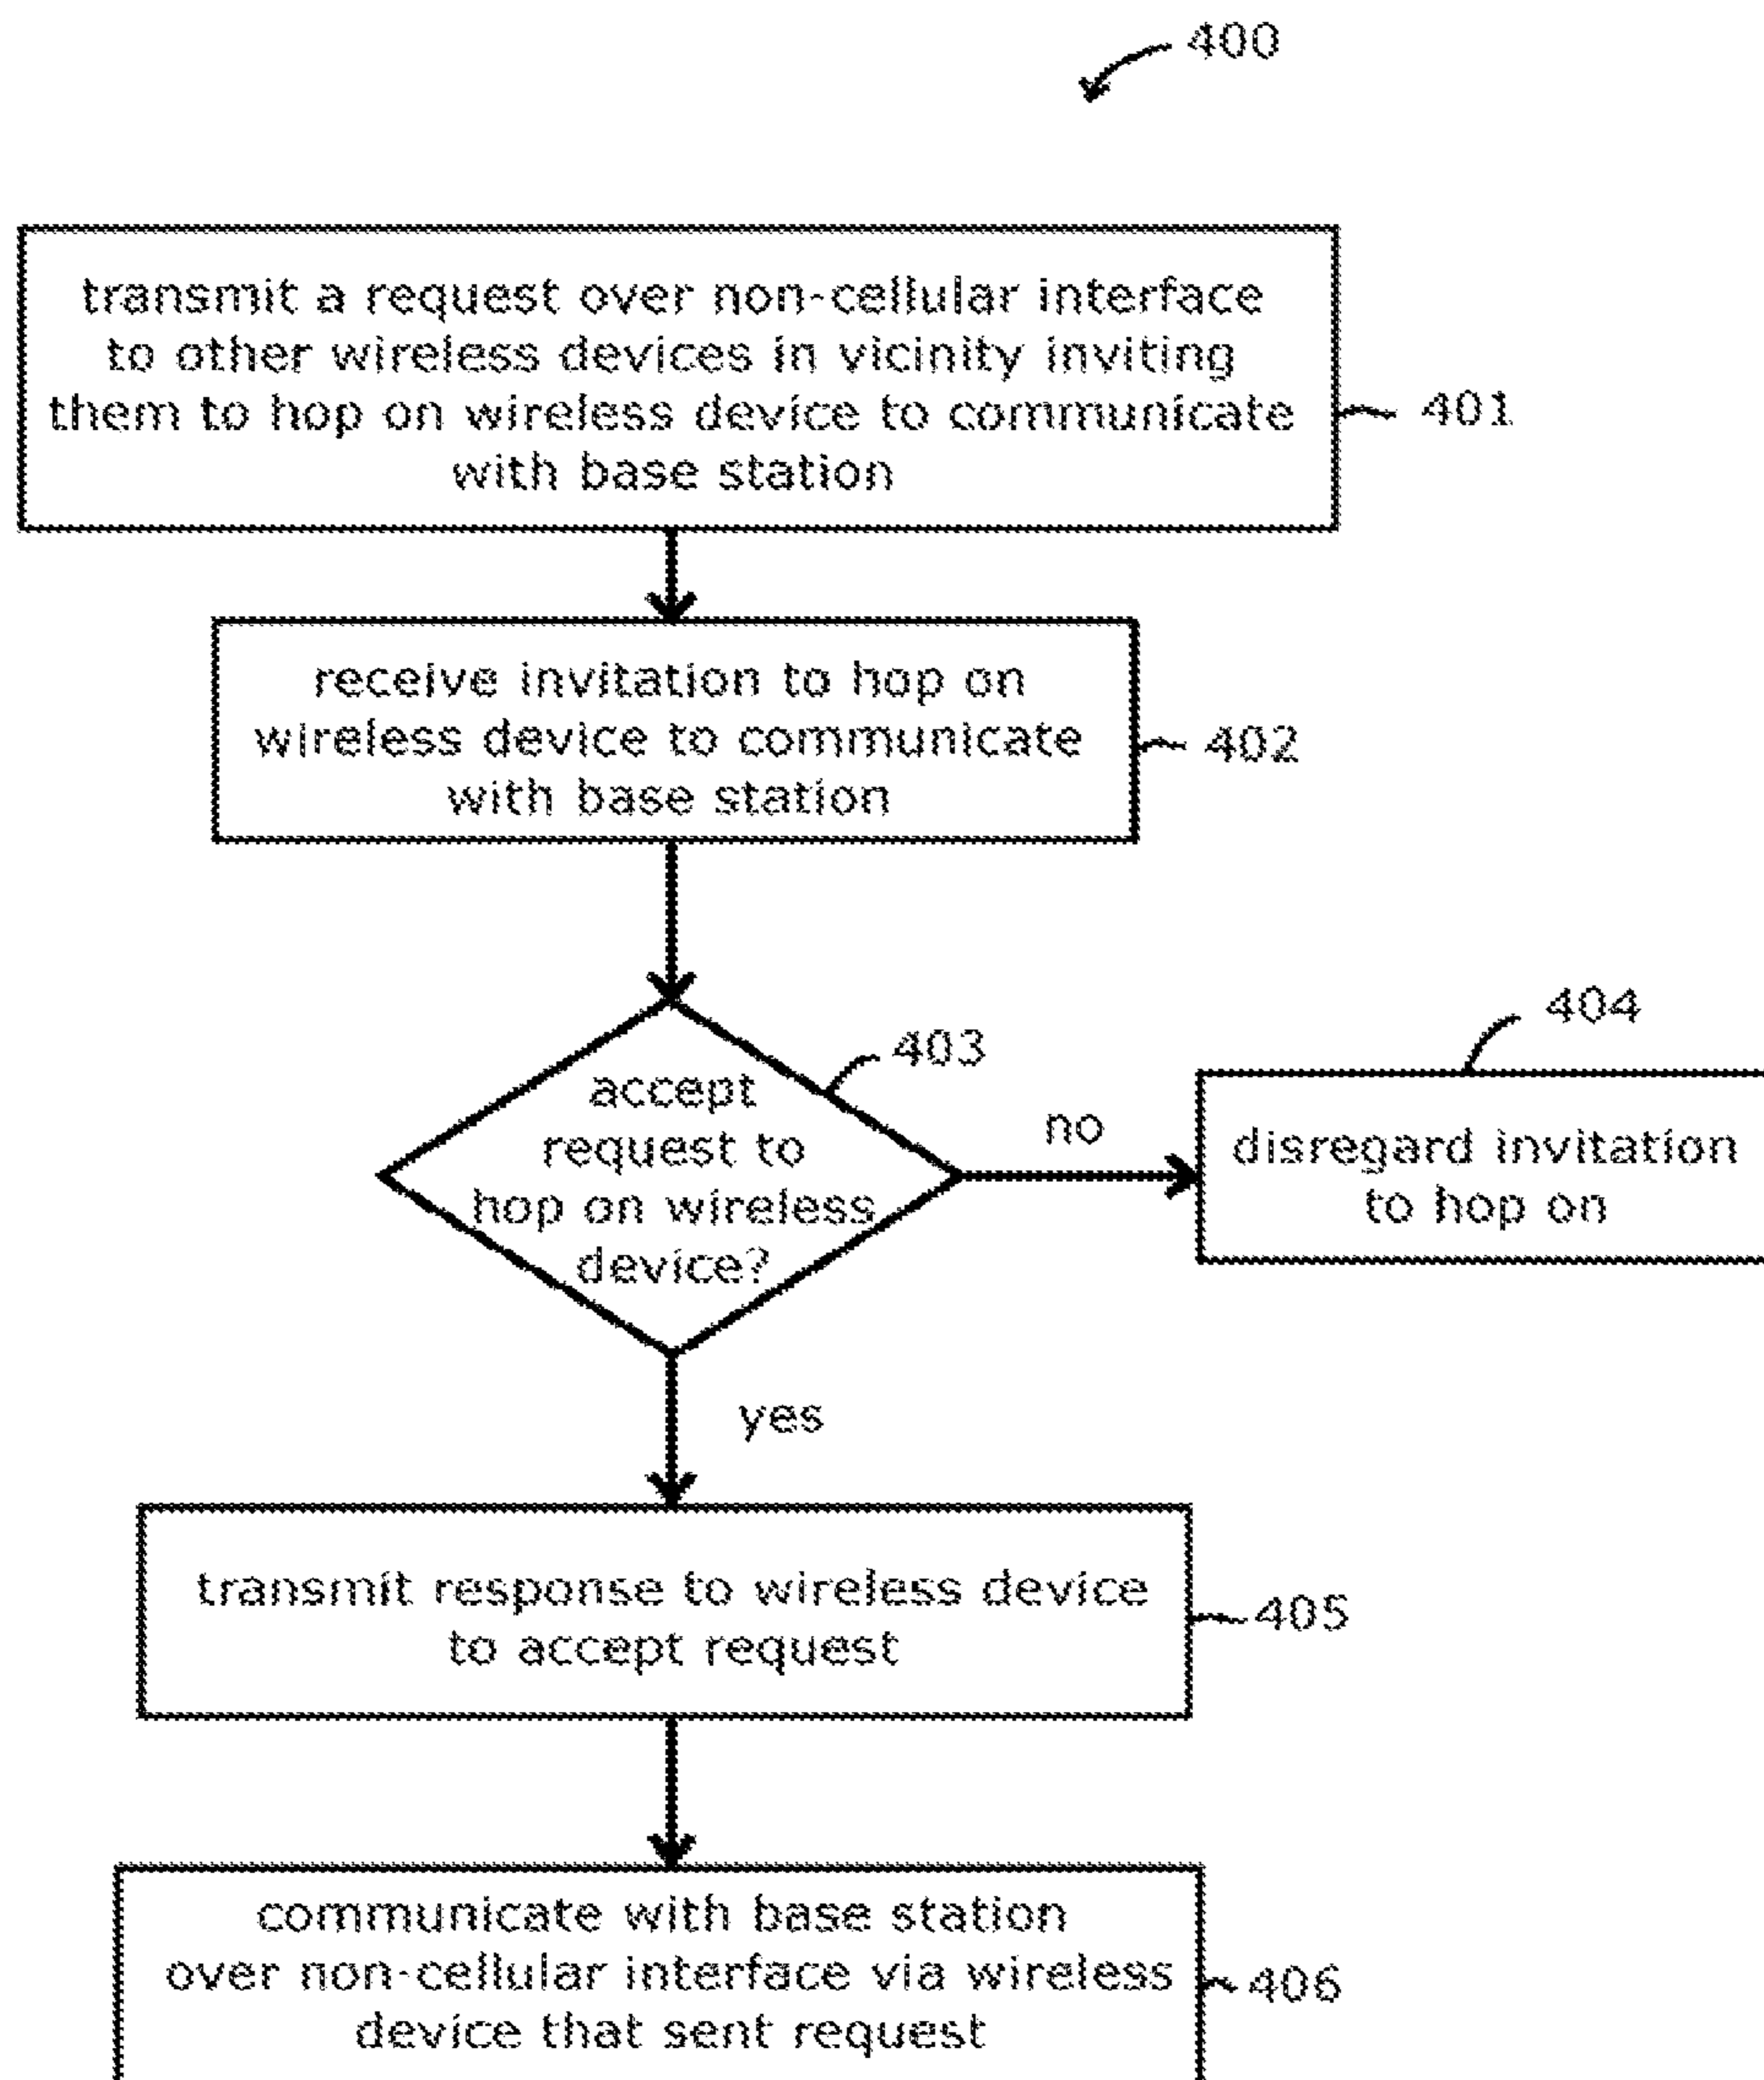 400
transmit a request over non-cellular interface
to other wireless devices in vicinity inviting
them to hop on wireless device to communicate
with base station
401
receive invitation to hop on
wireless device to communicate
with base station
402
403
accept
request to
hop on wireless
device?
no
404
disregard invitation
to hop on
yes
transmit response to wireless device
to accept request
405
communicate with base station
over non-cellular interface via wireless
device that sent request
406